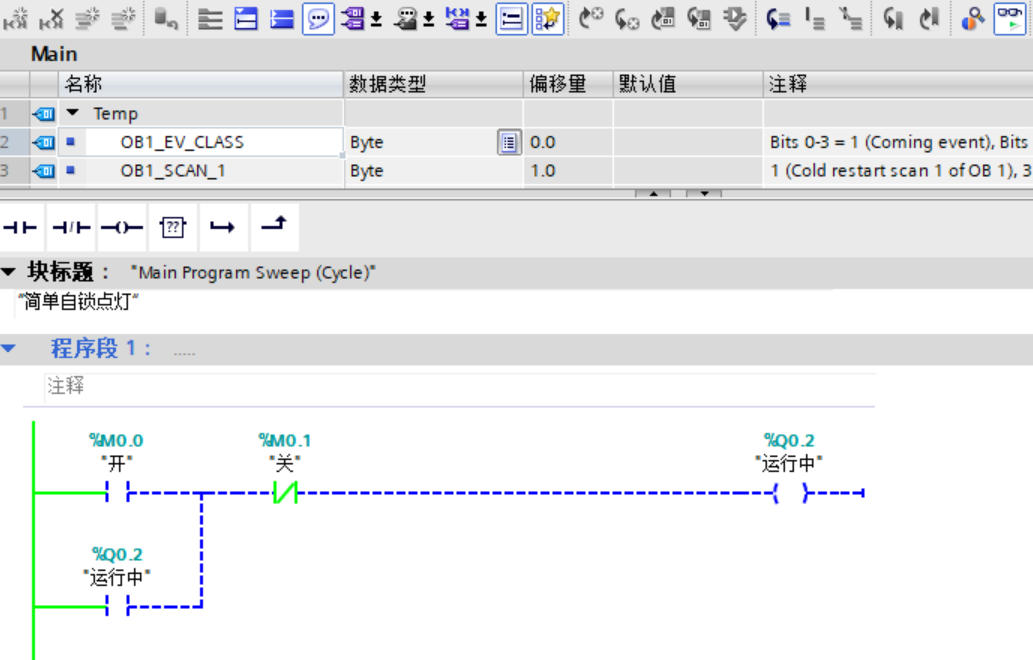 Main
名称 数据类型 偏移量 默认值 注释
1 Temp
2 OB1_EV_CLASS Byte 0.0 Bits 0-3 = 1 (Coming event), Bits
3 OB1_SCAN_1 Byte 1.0 1 (Cold restart scan 1 of OB 1), 3
??
块标题： "Main Program Sweep (Cycle)"
"简单自锁点灯"
程序段 1： .....
注释
%M0.0 %M0.1 %Q0.2
"开" "关" "运行中"
%Q0.2
"运行中"